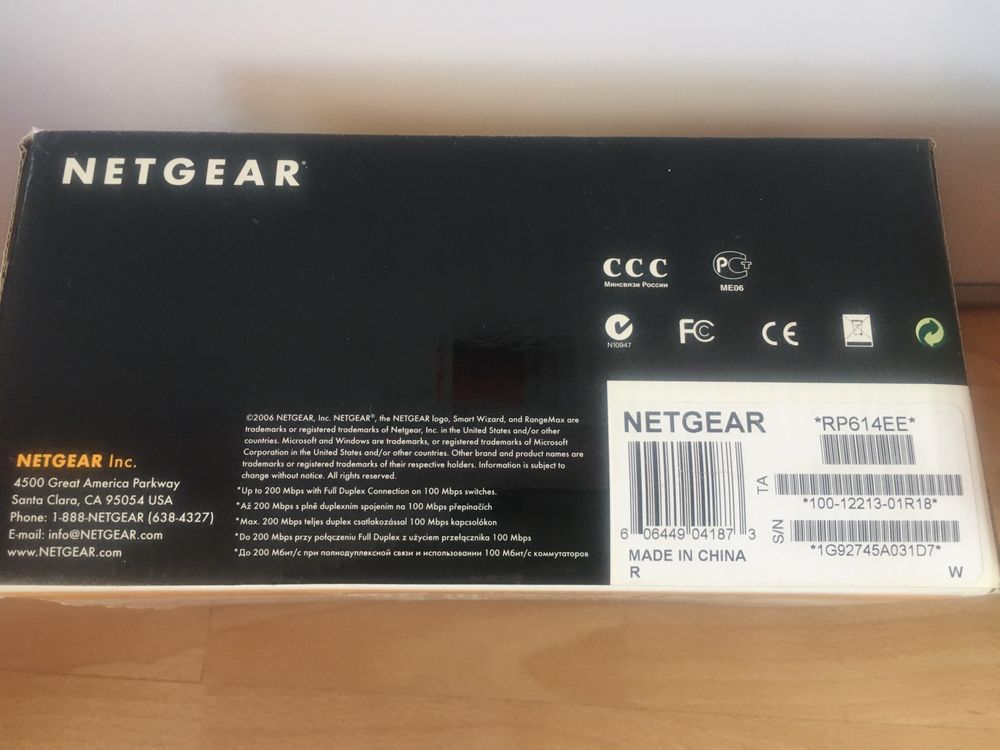 NETGEAR®
ССС
Минсвязи России
РСТ
ME06
N10947
FC
CE
NETGEAR Inc.
4500 Great America Parkway
Santa Clara, CA 95054 USA
Phone: 1-888-NETGEAR (638-4327)
E-mail: info@NETGEAR.com
www.NETGEAR.com
©2006 NETGEAR, Inc. NETGEAR®, the NETGEAR logo, Smart Wizard, and RangeMax are
trademarks or registered trademarks of Netgear, Inc. in the United States and/or other
countries. Microsoft and Windows are trademarks, or registered trademarks of Microsoft
Corporation in the United States and/or other countries. Other brand and product names are
trademarks or registered trademarks of their respective holders. Information is subject to
change without notice. All rights reserved.
*Up to 200 Mbps with Full Duplex Connection on 100 Mbps switches.
*Až 200 Mbps s plně duplexním spojením na 100 Mbps přepínačích
*Max. 200 Mbps teljes duplex csatlakozással 100 Mbps kapcsolókon
*Do 200 Mbps przy połączeniu Full Duplex z użyciem przełącznika 100 Mbps
*До 200 Мбит/с при полнодуплексной связи и использовании 100 Мбит/с коммутаторов
NETGEAR
*RP614EE*
6 06449 04187 3
TA
*100-12213-01R18*
S/N
*1G92745A031D7*
MADE IN CHINA
R W